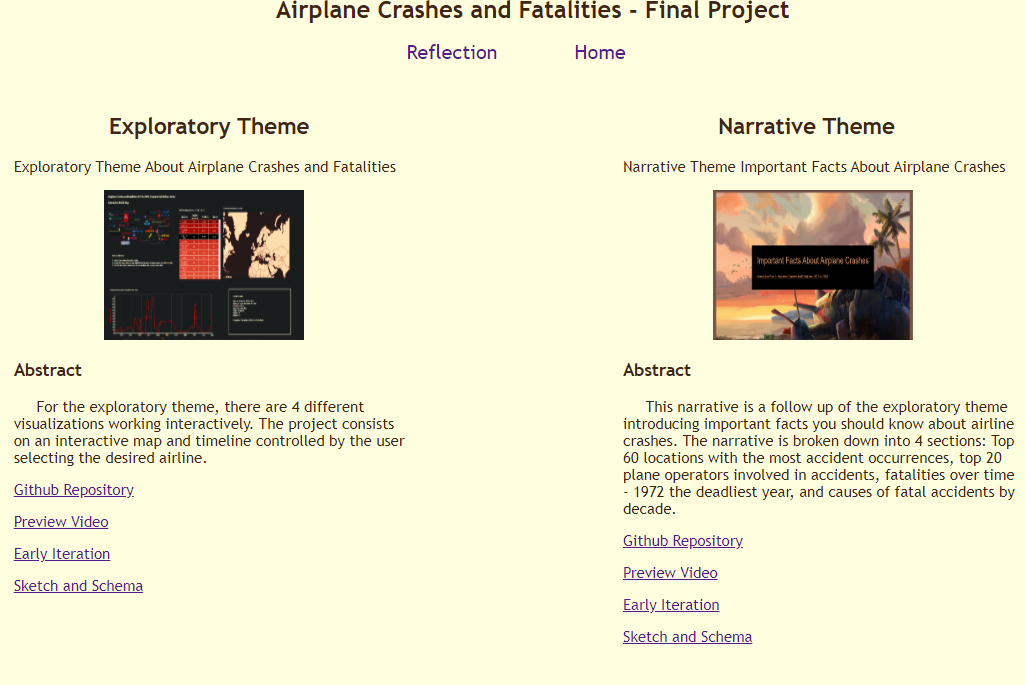 Airplane Crashes and Fatalities - Final Project
Reflection
Home
Exploratory Theme
Exploratory Theme About Airplane Crashes and Fatalities
Abstract
For the exploratory theme, there are 4 different
visualizations working interactively. The project consists
on an interactive map and timeline controlled by the user
selecting the desired airline.
Github Repository
Preview Video
Early Iteration
Sketch and Schema
Narrative Theme
Narrative Theme Important Facts About Airplane Crashes
Important Facts About Airplane Crashes
Abstract
This narrative is a follow up of the exploratory theme
introducing important facts you should know about airline
crashes. The narrative is broken down into 4 sections: Top
60 locations with the most accident occurrences, top 20
plane operators involved in accidents, fatalities over time
- 1972 the deadliest year, and causes of fatal accidents by
decade.
Github Repository
Preview Video
Early Iteration
Sketch and Schema